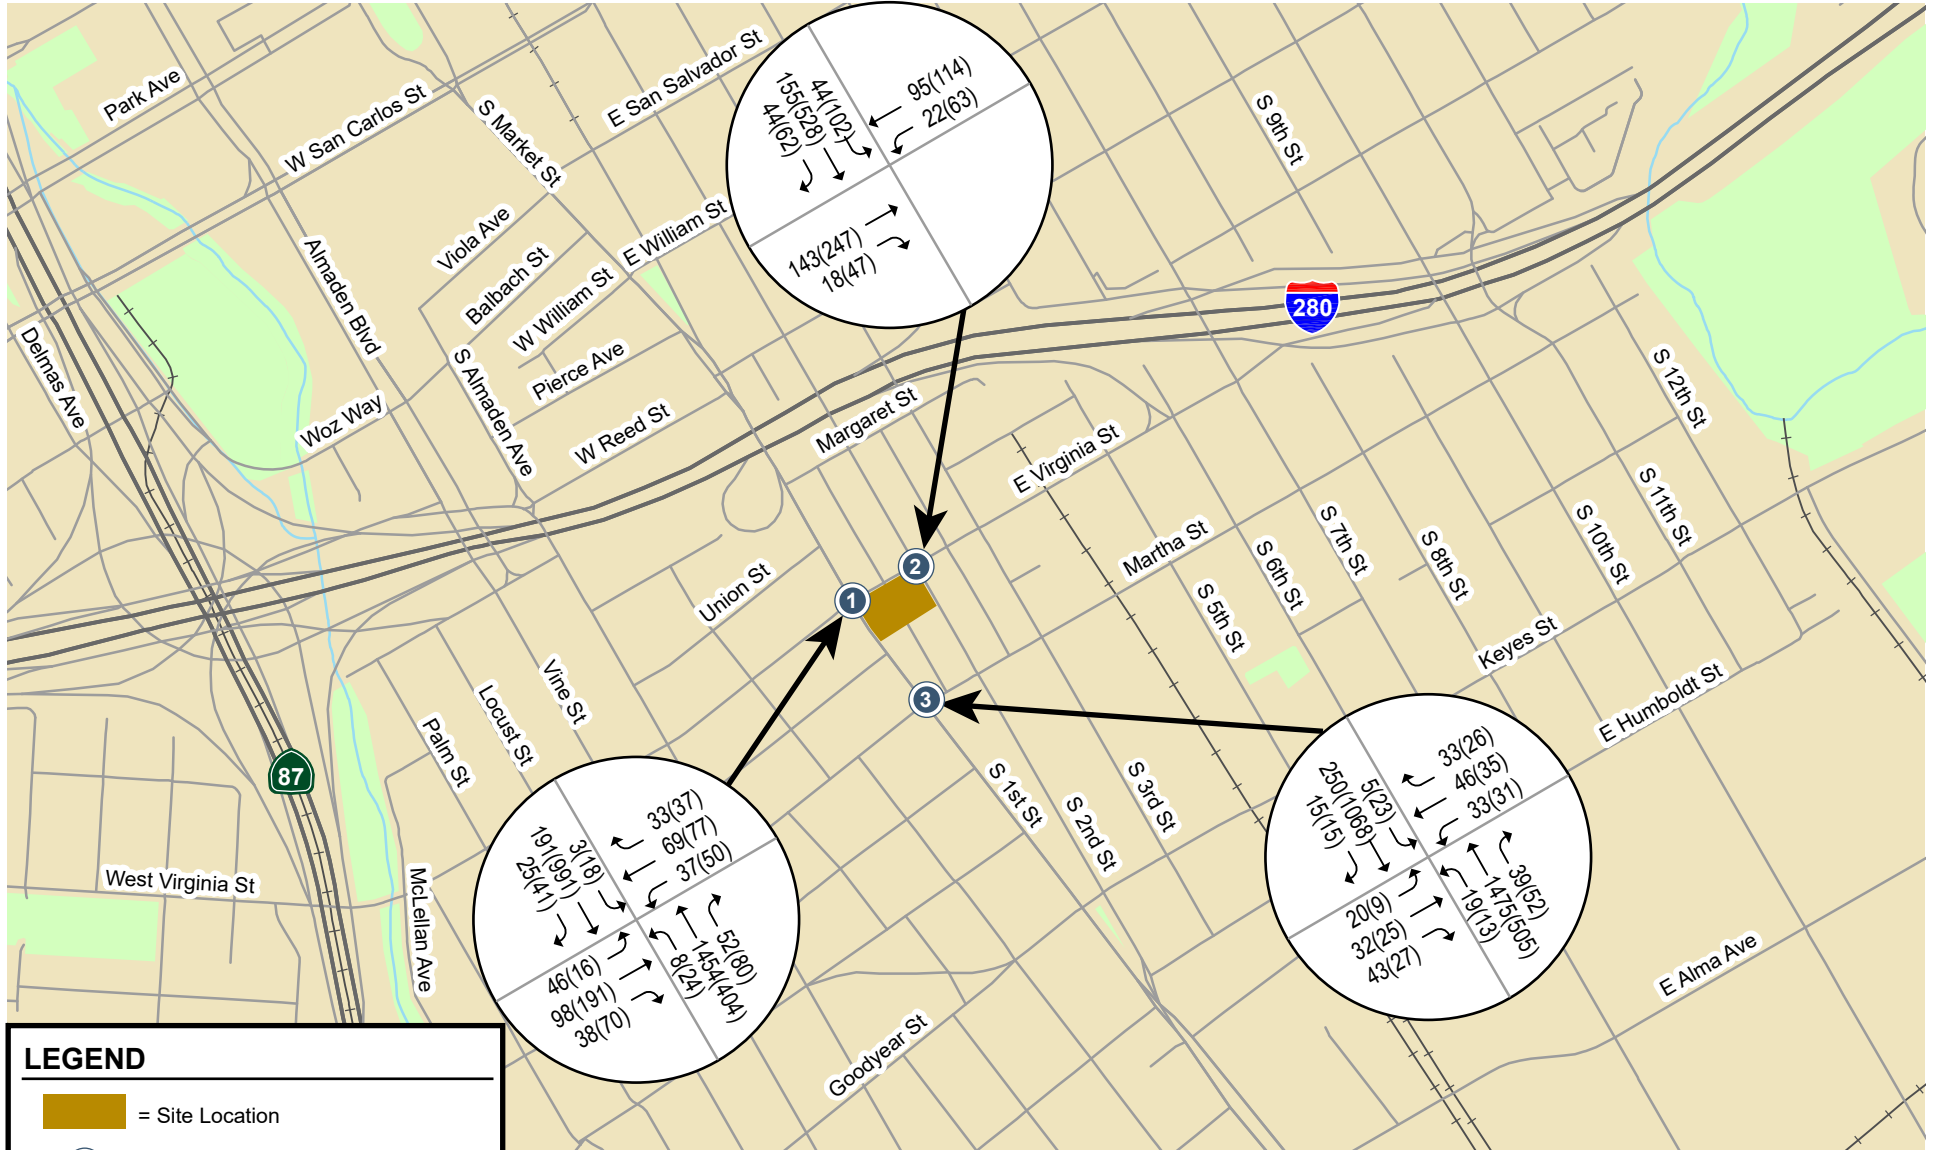 Park Ave
W San Carlos St
S Market St
E San Salvador St
S 9th St
155(528)
44(102)
44(62)
95(114)
22(63)
143(247)
18(47)
Viola Ave
Balbach St
E William St
W William St
Almaden Blvd
Pierce Ave
S Almaden Ave
W Reed St
Woz Way
Delmas Ave
280
Margaret St
E Virginia St
S 12th St
S 11th St
S 10th St
S 8th St
S 7th St
S 6th St
S 5th St
Martha St
Union St
1
2
3
Keyes St
E Humboldt St
Vine St
Locust St
Palm St
87
S 1st St
S 2nd St
S 3rd St
191(991)
3(18)
25(41)
33(37)
69(77)
37(50)
46(16)
98(191)
38(70)
52(80)
1454(404)
8(24)
250(1068)
5(23)
15(15)
33(26)
46(35)
33(31)
20(9)
32(25)
43(27)
39(52)
1475(505)
19(13)
West Virginia St
McLellan Ave
Goodyear St
E Alma Ave
LEGEND
= Site Location